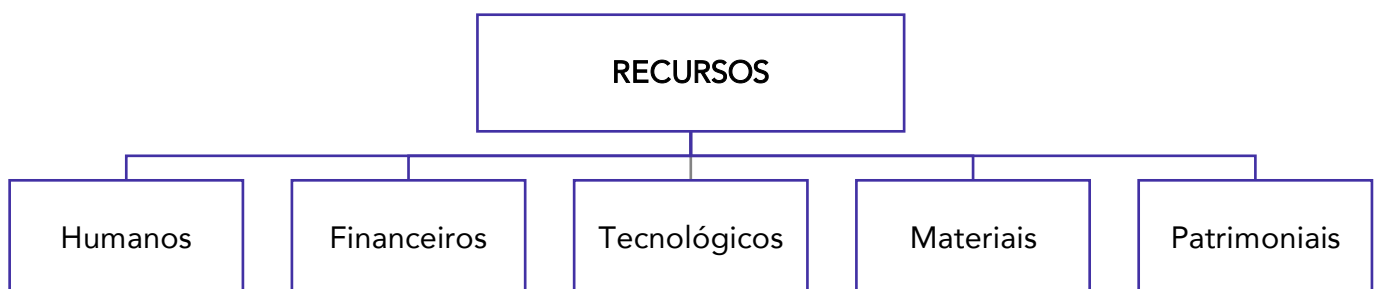 RECURSOS
Humanos
Financeiros
Tecnológicos
Materiais
Patrimoniais